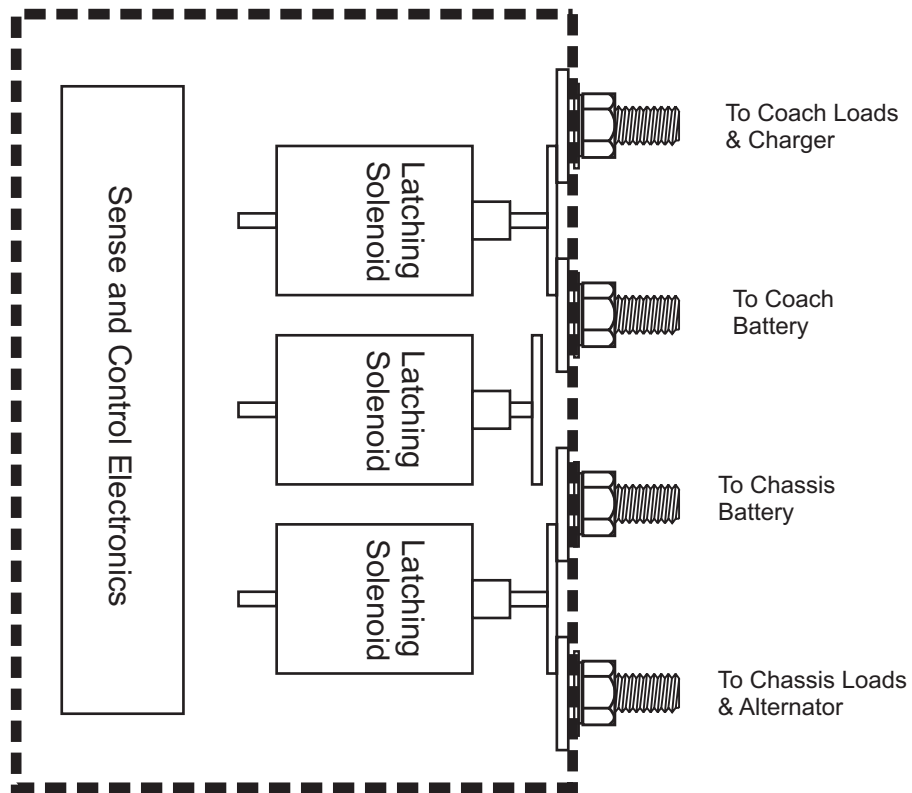 Sense and Control Electronics
Latching
Solenoid
Latching
Solenoid
Latching
Solenoid
To Coach Loads
& Charger
To Coach
Battery
To Chassis
Battery
To Chassis Loads
& Alternator